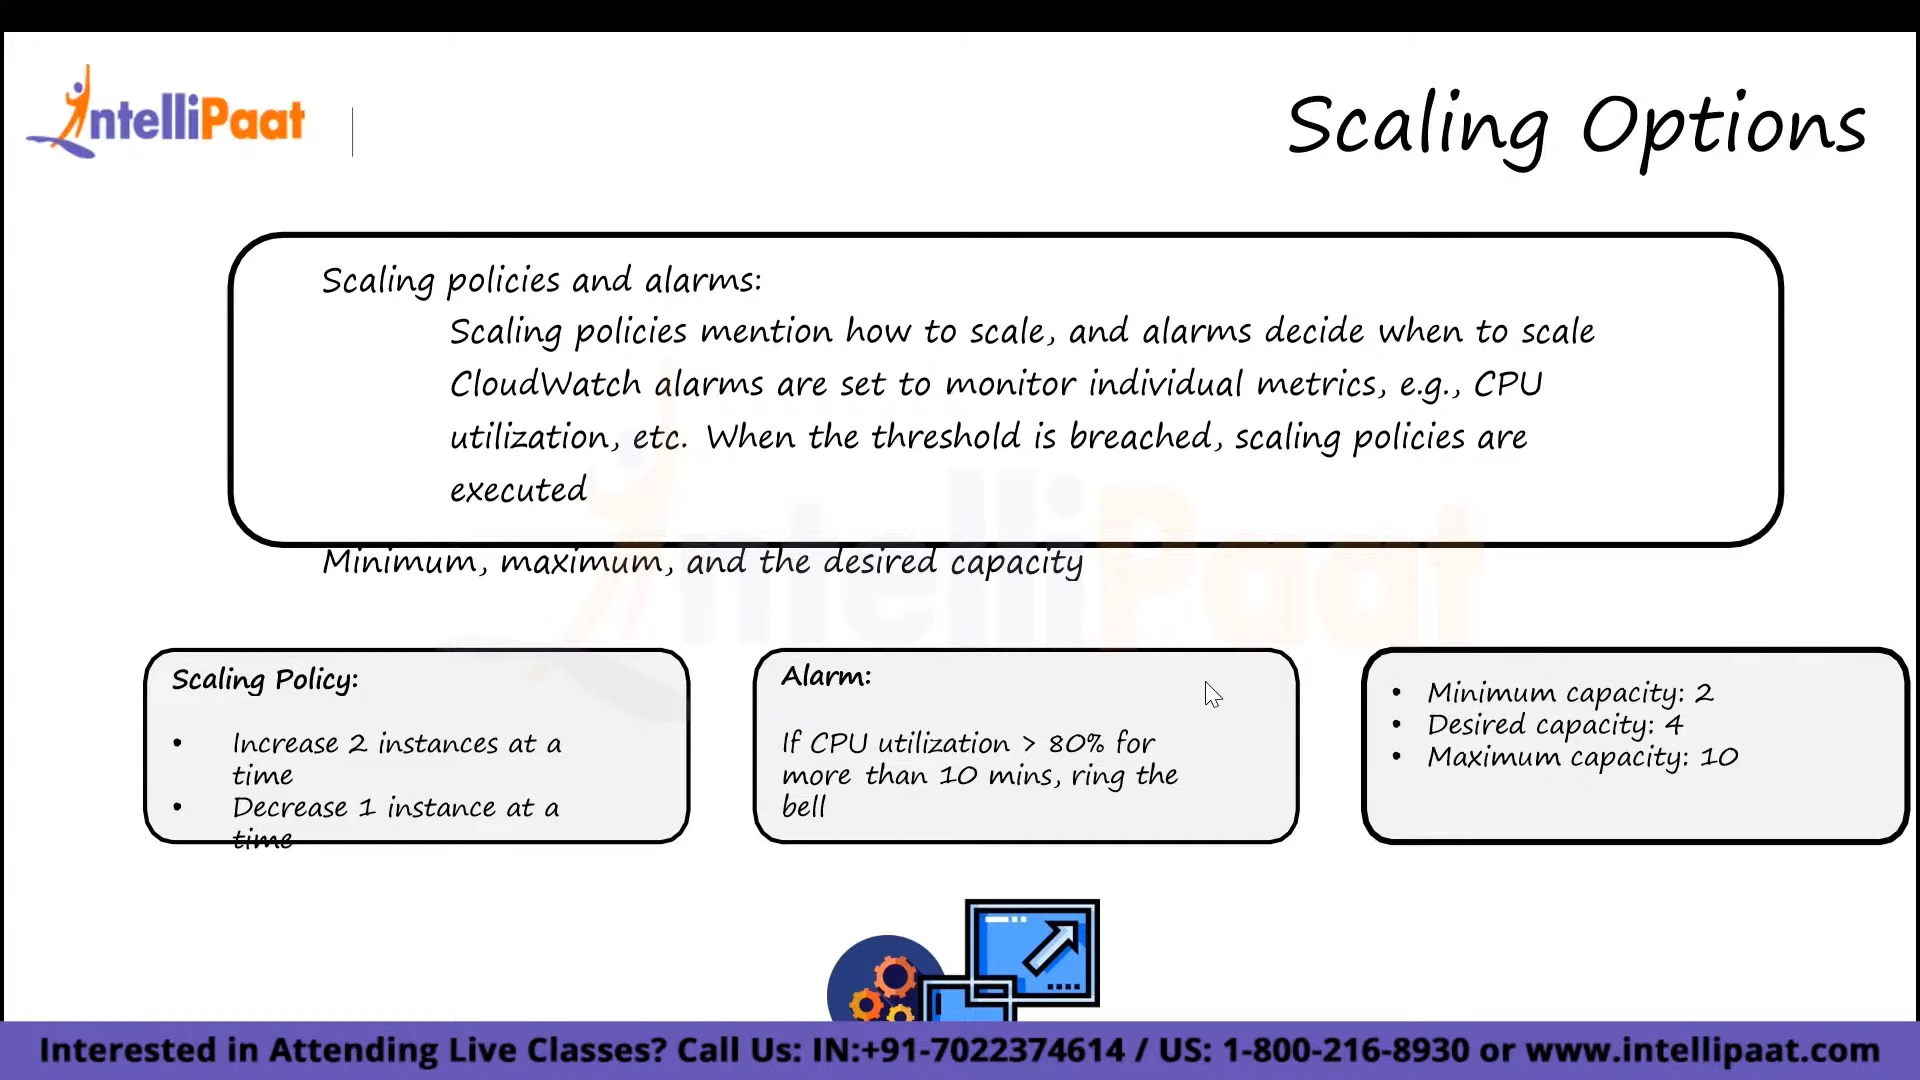 IntelliPaat
Scaling Options
Scaling policies and alarms:
Scaling policies mention how to scale, and alarms decide when to scale
CloudWatch alarms are set to monitor individual metrics, e.g., CPU
utilization, etc. When the threshold is breached, scaling policies are
executed
Minimum, maximum, and the desired capacity
Scaling Policy:
• Increase 2 instances at a
time
• Decrease 1 instance at a
time
Alarm:
If CPU utilization > 80% for
more than 10 mins, ring the
bell
• Minimum capacity: 2
• Desired capacity: 4
• Maximum capacity: 10
IntelliPaat
Interested in Attending Live Classes? Call Us: IN:+91-7022374614 / US: 1-800-216-8930 or www.intellipaat.com